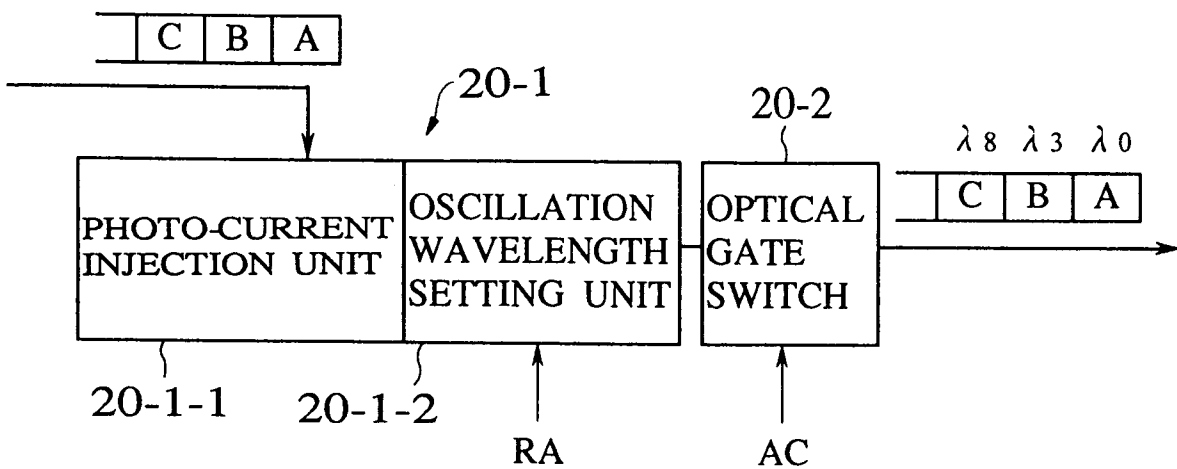 C B A
20-1
20-2
λ8 λ3 λ0
C B A
PHOTO-CURRENT
INJECTION UNIT
OSCILLATION
WAVELENGTH
SETTING UNIT
OPTICAL
GATE
SWITCH
20-1-1
20-1-2
RA
AC